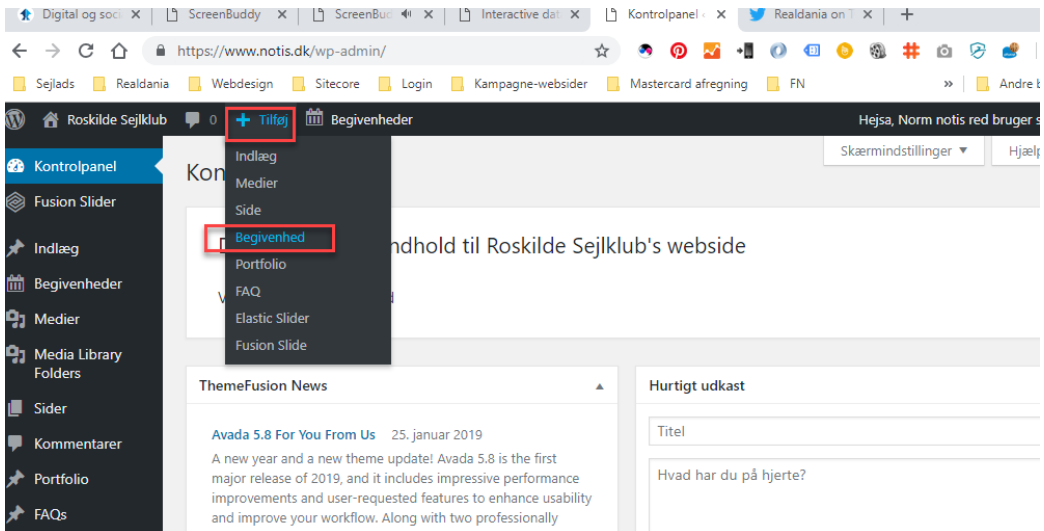 Digital og soci
ScreenBuddy
ScreenBud
Interactive dat
Kontrolpanel ‹
Realdania on T
https://www.notis.dk/wp-admin/
Sejlads
Realdania
Webdesign
Sitecore
Login
Kampagne-websider
Mastercard afregning
FN
»
Andre b
Roskilde Sejlklub
0
+ Tilføj
Begivenheder
Hejsa, Norm notis red bruger s
Skærmindstillinger ▼
Hjælp
Kontrolpanel
Fusion Slider
Indlæg
Begivenheder
Medier
Media Library
Folders
Sider
Kommentarer
Portfolio
FAQs
Kon
Indlæg
Medier
Side
Begivenhed
Portfolio
FAQ
Elastic Slider
Fusion Slide
ndhold til Roskilde Sejlklub's webside
ThemeFusion News
Avada 5.8 For You From Us 25. januar 2019
A new year and a new theme update! Avada 5.8 is the first
major release of 2019, and it includes impressive performance
improvements and user-requested features to enhance usability
and improve your workflow. Along with two professionally
Hurtigt udkast
Titel
Hvad har du på hjerte?